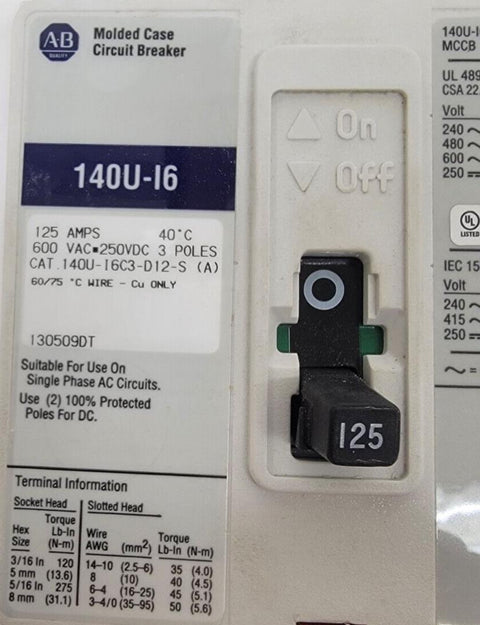 A-B
QUALITY
Molded Case
Circuit Breaker
140U-I6
125 AMPS 40°C
600 VAC▪250VDC 3 POLES
CAT.140U-I6C3-D12-S (A)
60/75 °C WIRE - Cu ONLY
130509DT
Suitable For Use On
Single Phase AC Circuits.
Use (2) 100% Protected
Poles For DC.
Terminal Information
Socket Head
Hex Size Torque Lb-In (N-m)
3/16 In 120
5 mm (13.6)
5/16 In 275
8 mm (31.1)
Slotted Head
Wire AWG (mm²) Torque Lb-In (N-m)
14-10 (2.5-6) 35 (4.0)
8 (10) 40 (4.5)
6-4 (16-25) 45 (5.1)
3-4/0 (35-95) 50 (5.6)
△ On
▽ Off
O
125
140U-I
MCCB
UL 489
CSA 22.
Volt
240 ~
480 ~
600 ~
250 ⎓
UL
LISTED
IEC
Volt
240 ~
415 ~
250 ⎓
~ =